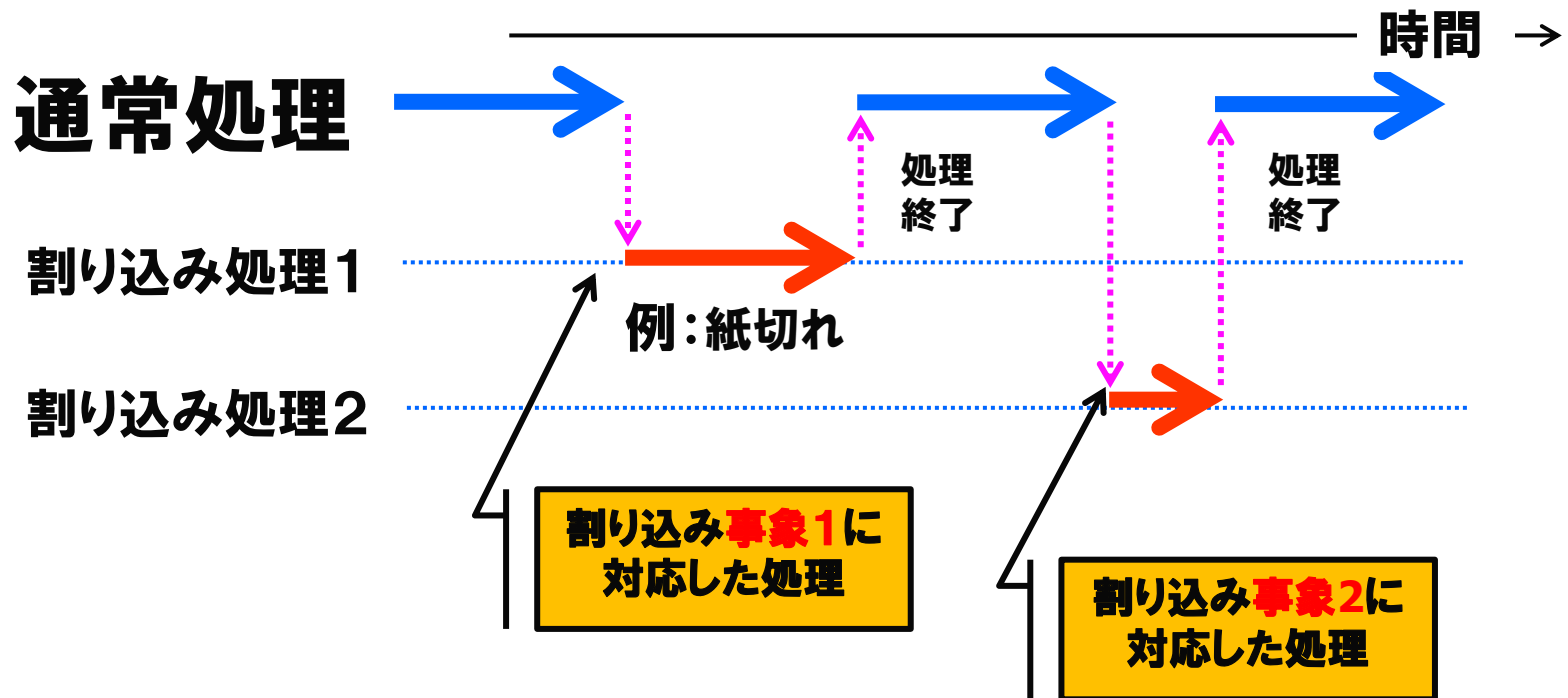 時間
通常処理
処理
終了
処理
終了
割り込み処理1
例：紙切れ
割り込み処理2
割り込み事象1に
対応した処理
割り込み事象2に
対応した処理